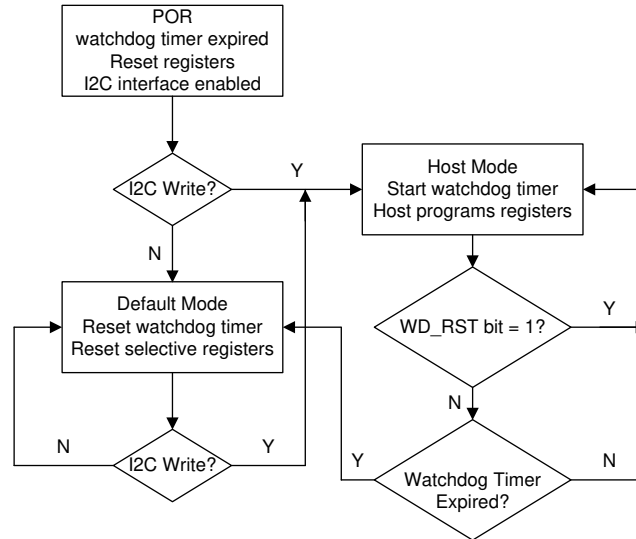 POR
watchdog timer expired
Reset registers
I2C interface enabled
I2C Write?
Y
N
Host Mode
Start watchdog timer
Host programs registers
Default Mode
Reset watchdog timer
Reset selective registers
WD_RST bit = 1?
Y
N
I2C Write?
N
Y
Watchdog Timer
Expired?
Y
N